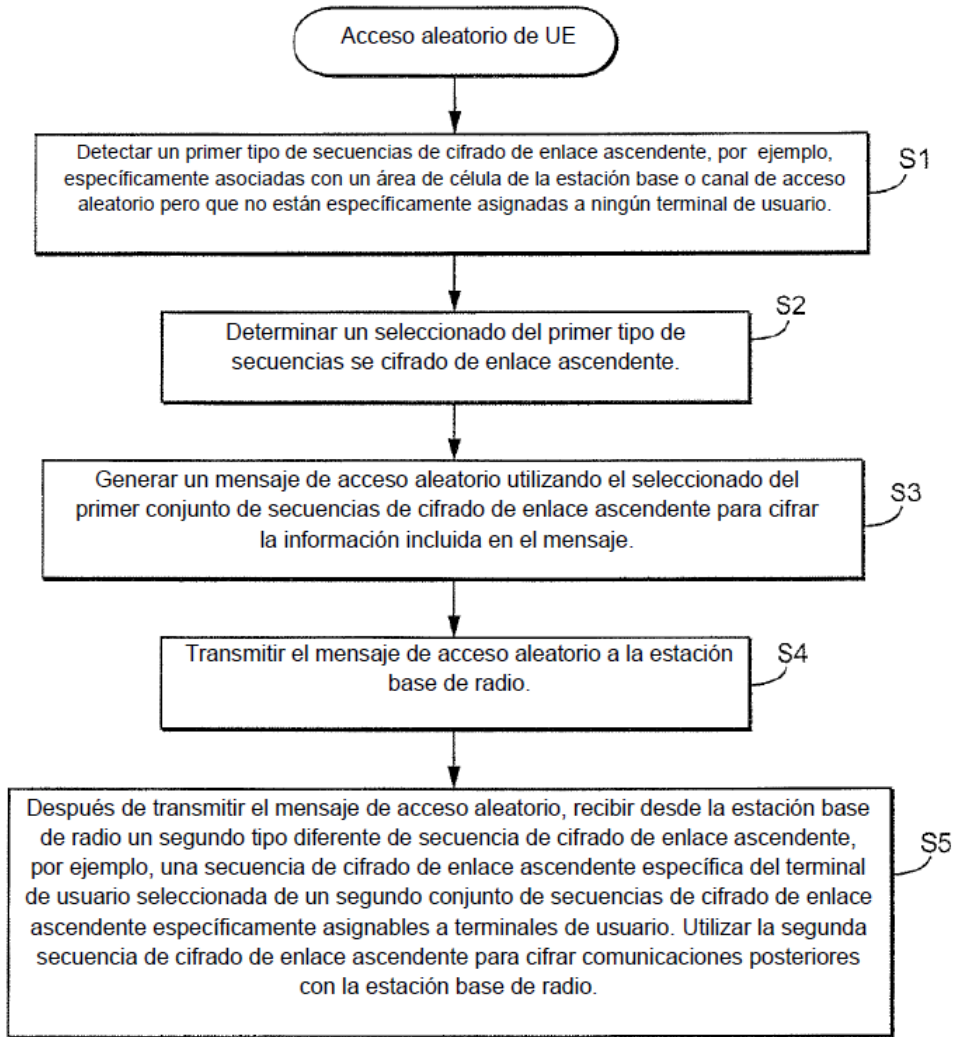 Acceso aleatorio de UE
Detectar un primer tipo de secuencias de cifrado de enlace ascendente, por ejemplo,
específicamente asociadas con un área de célula de la estación base o canal de acceso
aleatorio pero que no están específicamente asignadas a ningún terminal de usuario.
S1
Determinar un seleccionado del primer tipo de
secuencias se cifrado de enlace ascendente.
S2
Generar un mensaje de acceso aleatorio utilizando el seleccionado del
primer conjunto de secuencias de cifrado de enlace ascendente para cifrar
la información incluida en el mensaje.
S3
Transmitir el mensaje de acceso aleatorio a la estación
base de radio.
S4
Después de transmitir el mensaje de acceso aleatorio, recibir desde la estación base
de radio un segundo tipo diferente de secuencia de cifrado de enlace ascendente,
por ejemplo, una secuencia de cifrado de enlace ascendente específica del terminal
de usuario seleccionada de un segundo conjunto de secuencias de cifrado de enlace
ascendente específicamente asignables a terminales de usuario. Utilizar la segunda
secuencia de cifrado de enlace ascendente para cifrar comunicaciones posteriores
con la estación base de radio.
S5